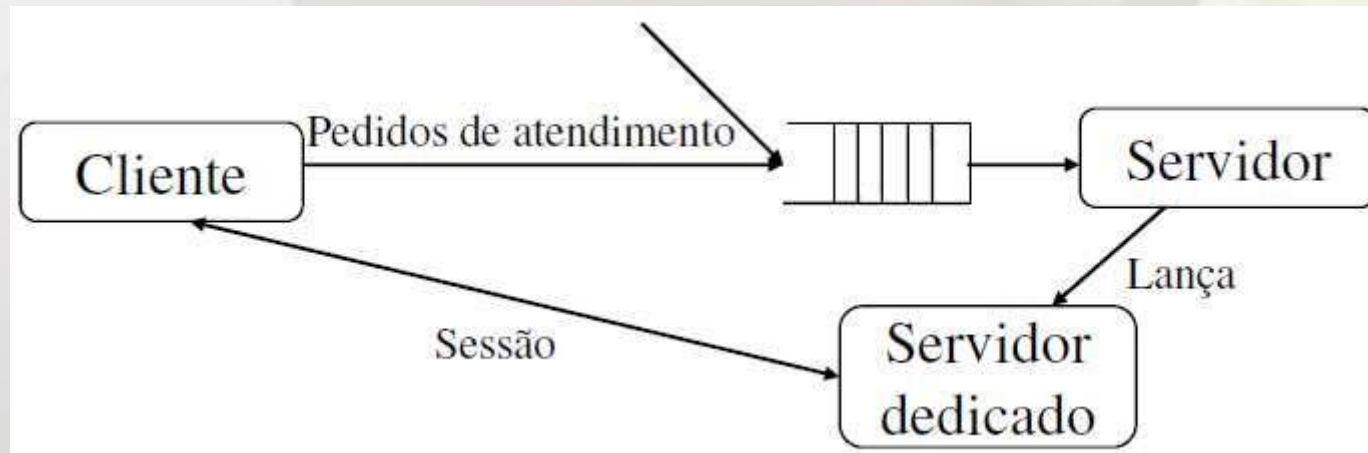 Pedidos de atendimento
Cliente
Servidor
Lança
Sessão
Servidor
dedicado